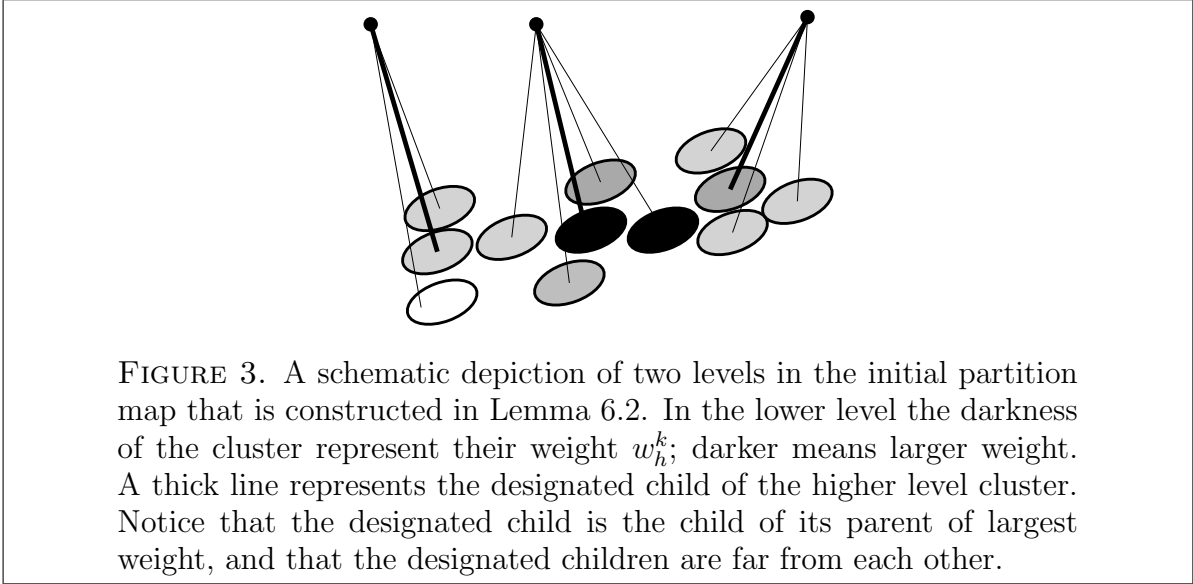 FIGURE 3. A schematic depiction of two levels in the initial partition
map that is constructed in Lemma 6.2. In the lower level the darkness
of the cluster represent their weight $w_h^k$; darker means larger weight.
A thick line represents the designated child of the higher level cluster.
Notice that the designated child is the child of its parent of largest
weight, and that the designated children are far from each other.